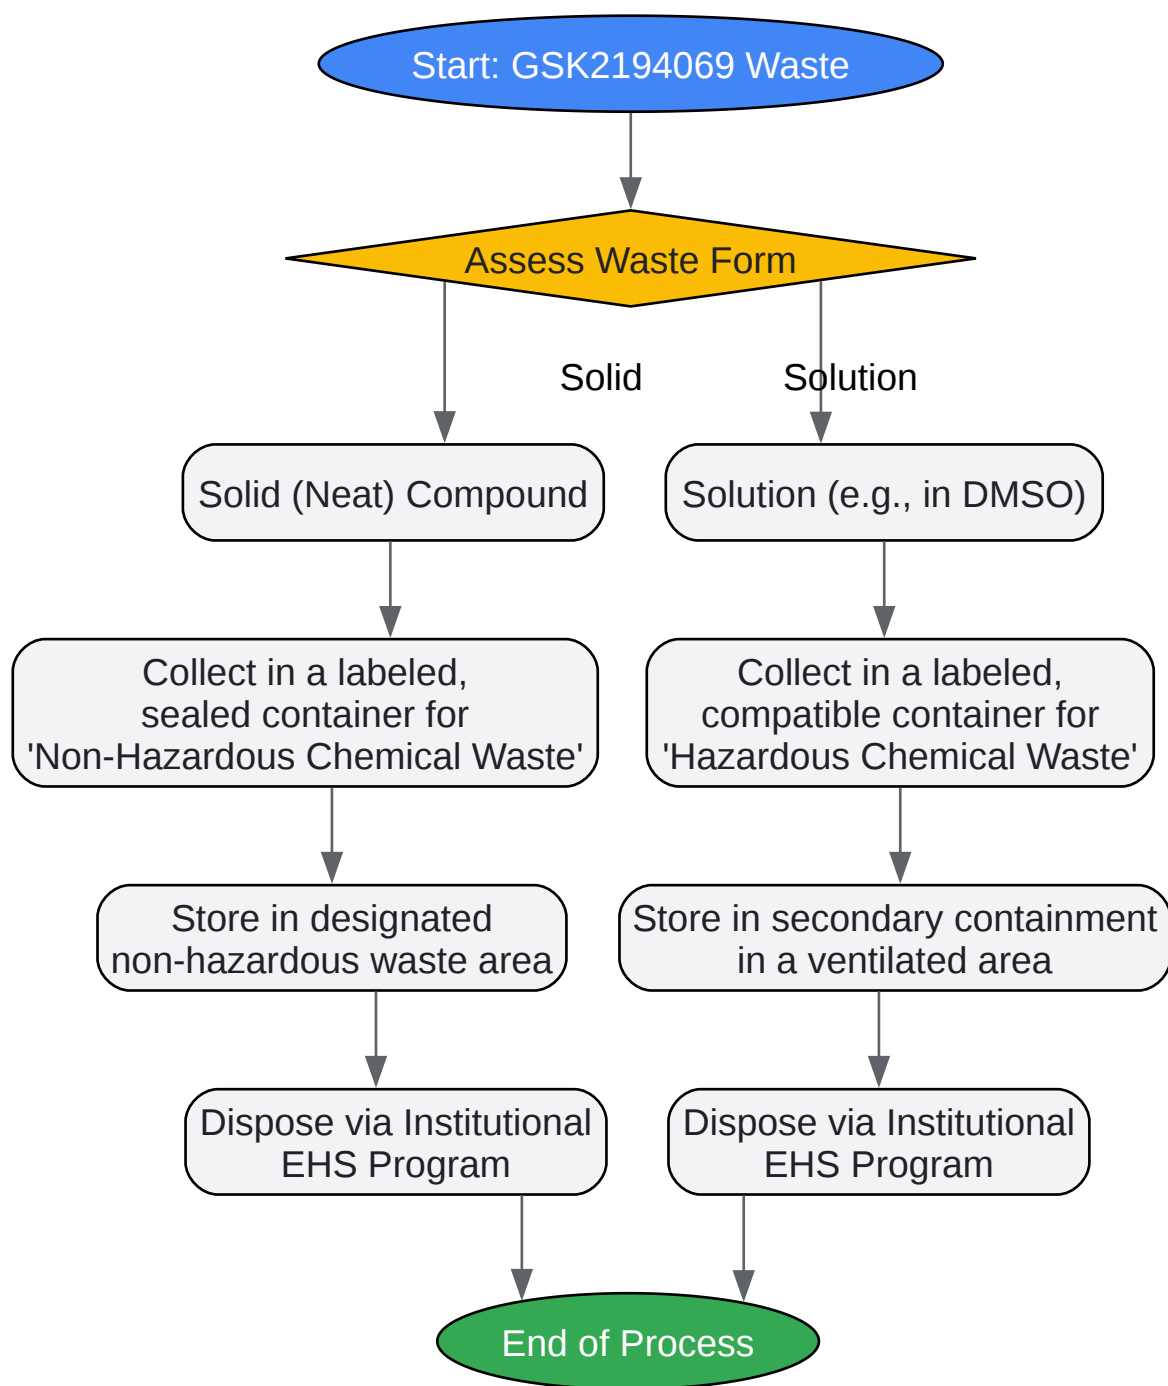 Start: GSK2194069 Waste
Assess Waste Form
Solid
Solution
Solid (Neat) Compound
Solution (e.g., in DMSO)
Collect in a labeled,
sealed container for
'Non-Hazardous Chemical Waste'
Collect in a labeled,
compatible container for
'Hazardous Chemical Waste'
Store in designated
non-hazardous waste area
Store in secondary containment
in a ventilated area
Dispose via Institutional
EHS Program
Dispose via Institutional
EHS Program
End of Process